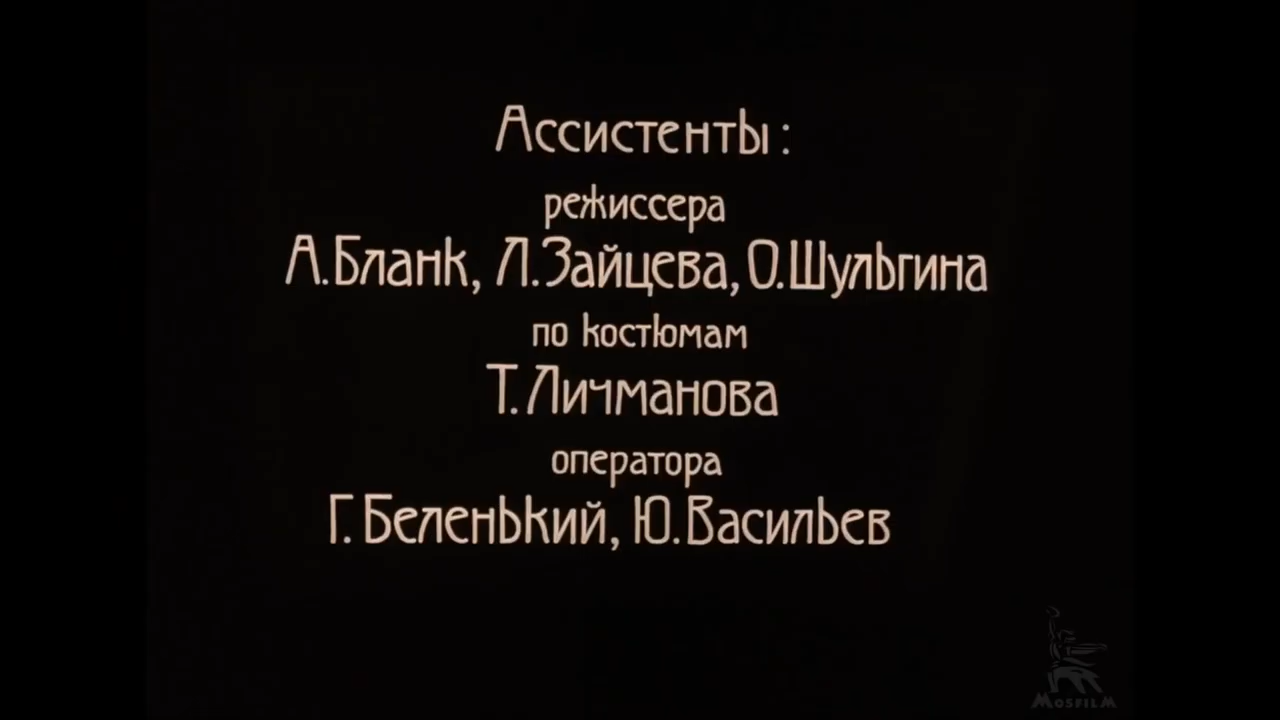 Ассистенты:
режиссера
А.Бланк, Л.Зайцева, О.Шульгина
по костюмам
Т.Личманова
оператора
Г.Беленький, Ю.Васильев
MOSFILM